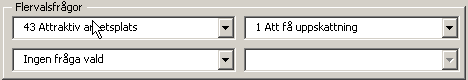 Flervalsfrågor
43 Attraktiv arbetsplats 1 Att få uppskattning
Ingen fråga vald